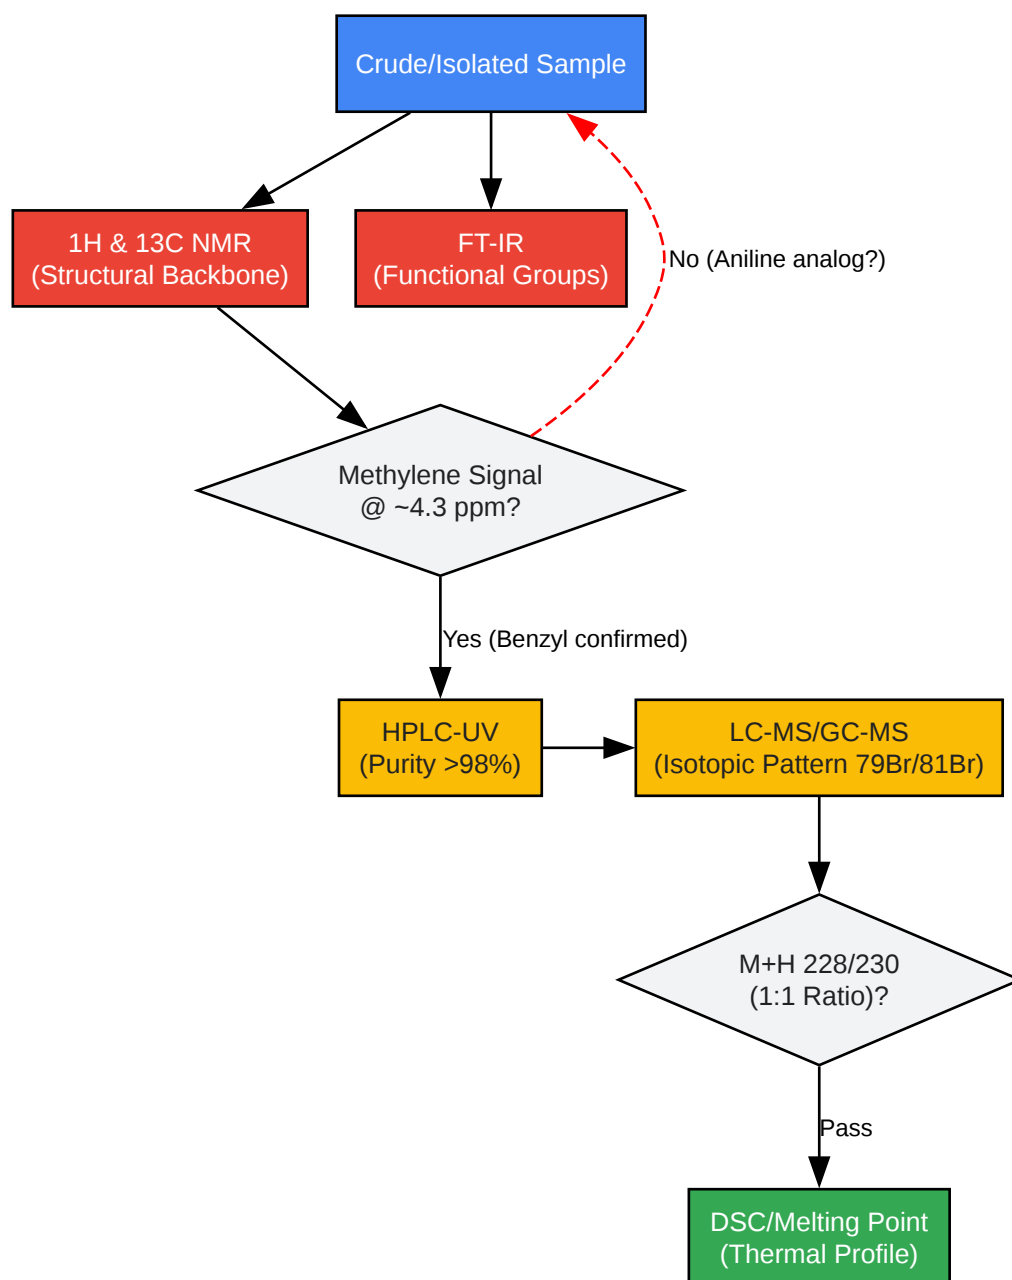 Crude/Isolated Sample
1H & 13C NMR
(Structural Backbone)
FT-IR
(Functional Groups)
No (Aniline analog?)
Methylene Signal
@ ~4.3 ppm?
Yes (Benzyl confirmed)
HPLC-UV
(Purity >98%)
LC-MS/GC-MS
(Isotopic Pattern 79Br/81Br)
M+H 228/230
(1:1 Ratio)?
Pass
DSC/Melting Point
(Thermal Profile)